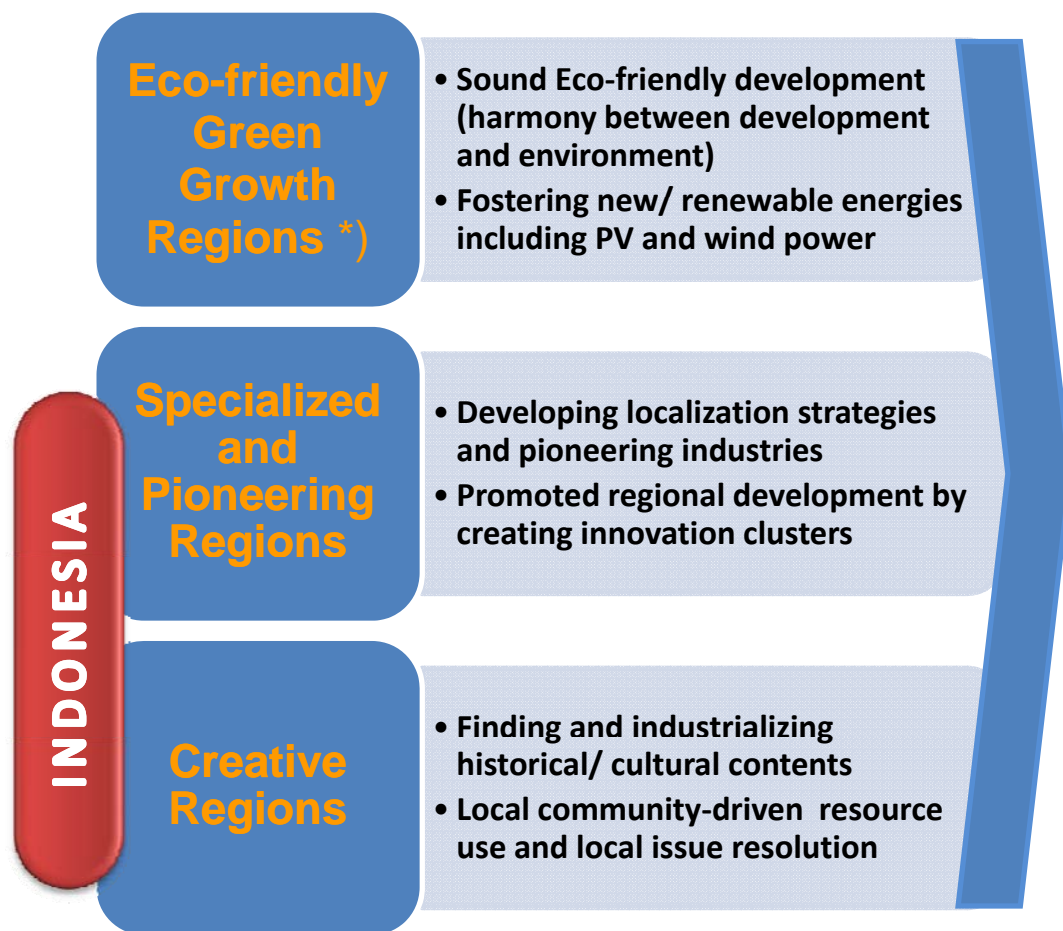 Eco-friendly
Green
Growth
Regions *)
• Sound Eco-friendly development
(harmony between development
and environment)
• Fostering new/ renewable energies
including PV and wind power
INDONESIA
Specialized
and
Pioneering
Regions
• Developing localization strategies
and pioneering industries
• Promoted regional development by
creating innovation clusters
Creative
Regions
• Finding and industrializing
historical/ cultural contents
• Local community-driven  resource
use and local issue resolution